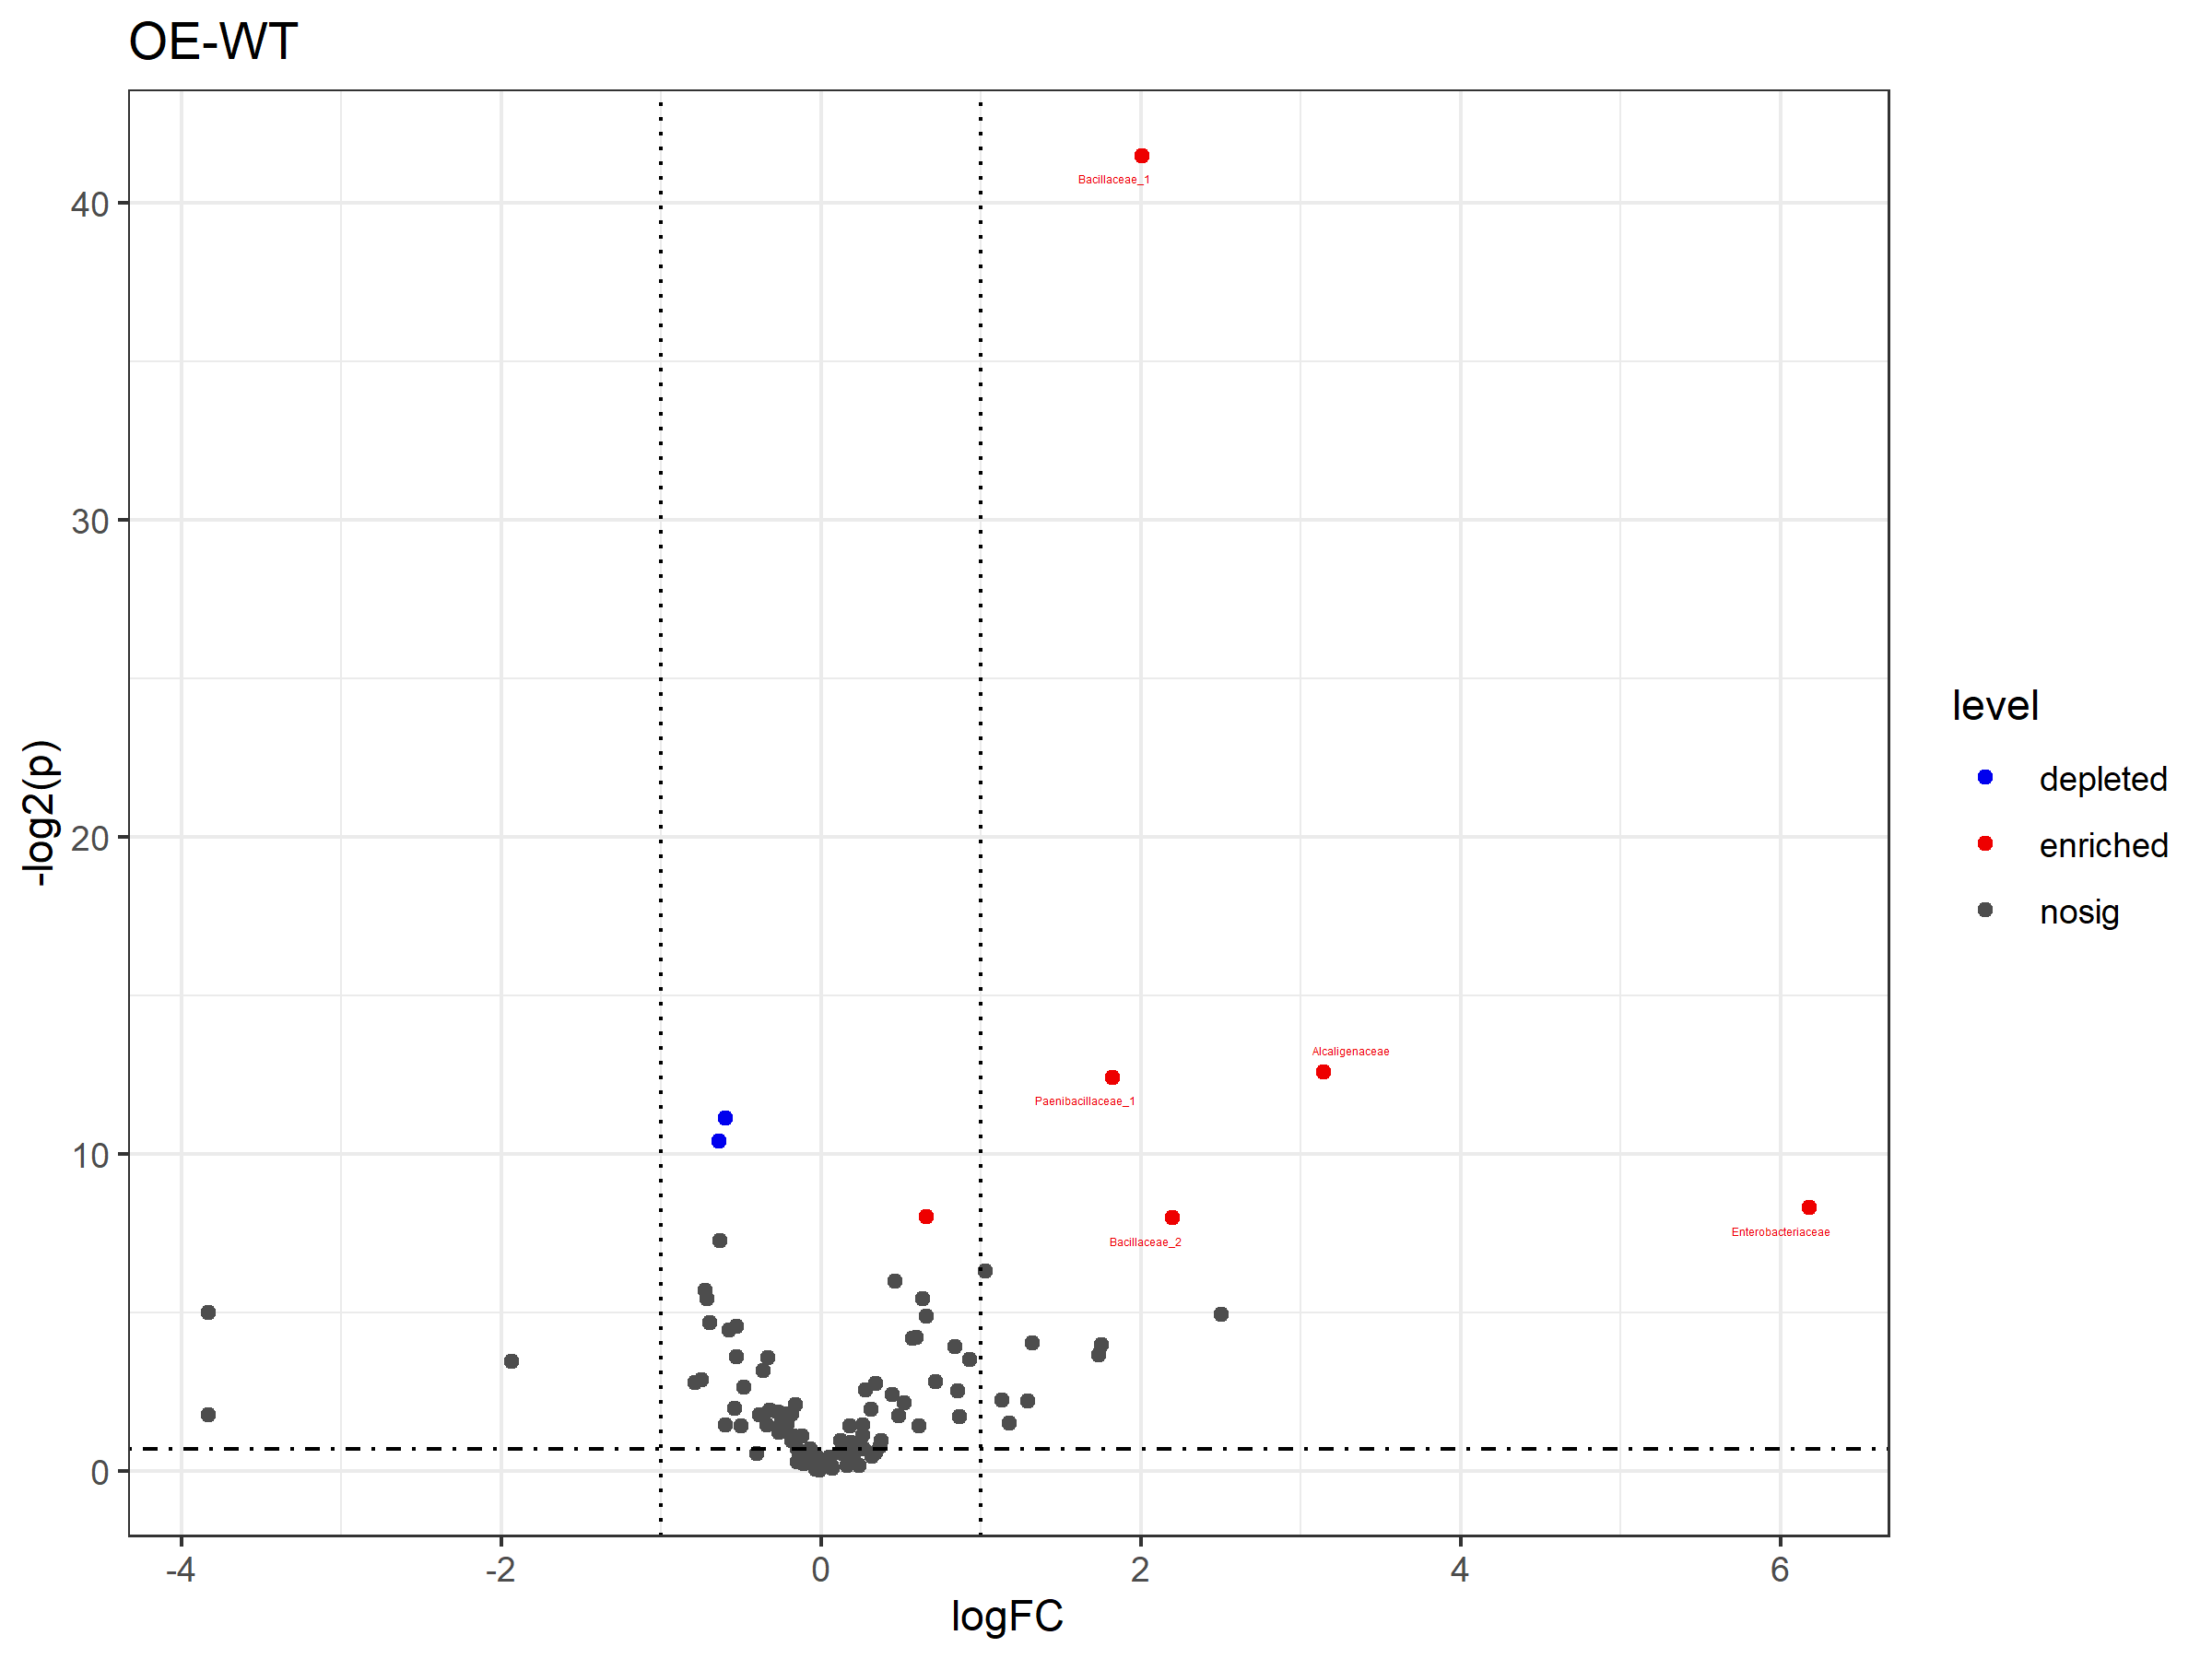 OE-WT
Bacillaceae_1
40
30
level
depleted
-log2(p)
20
enriched
nosig
Alcaligenaceae
Paenibacillaceae_1
10
Enterobacteriaceae
Bacillaceae_2
0
-4 -2 0 2 4 6
logFC